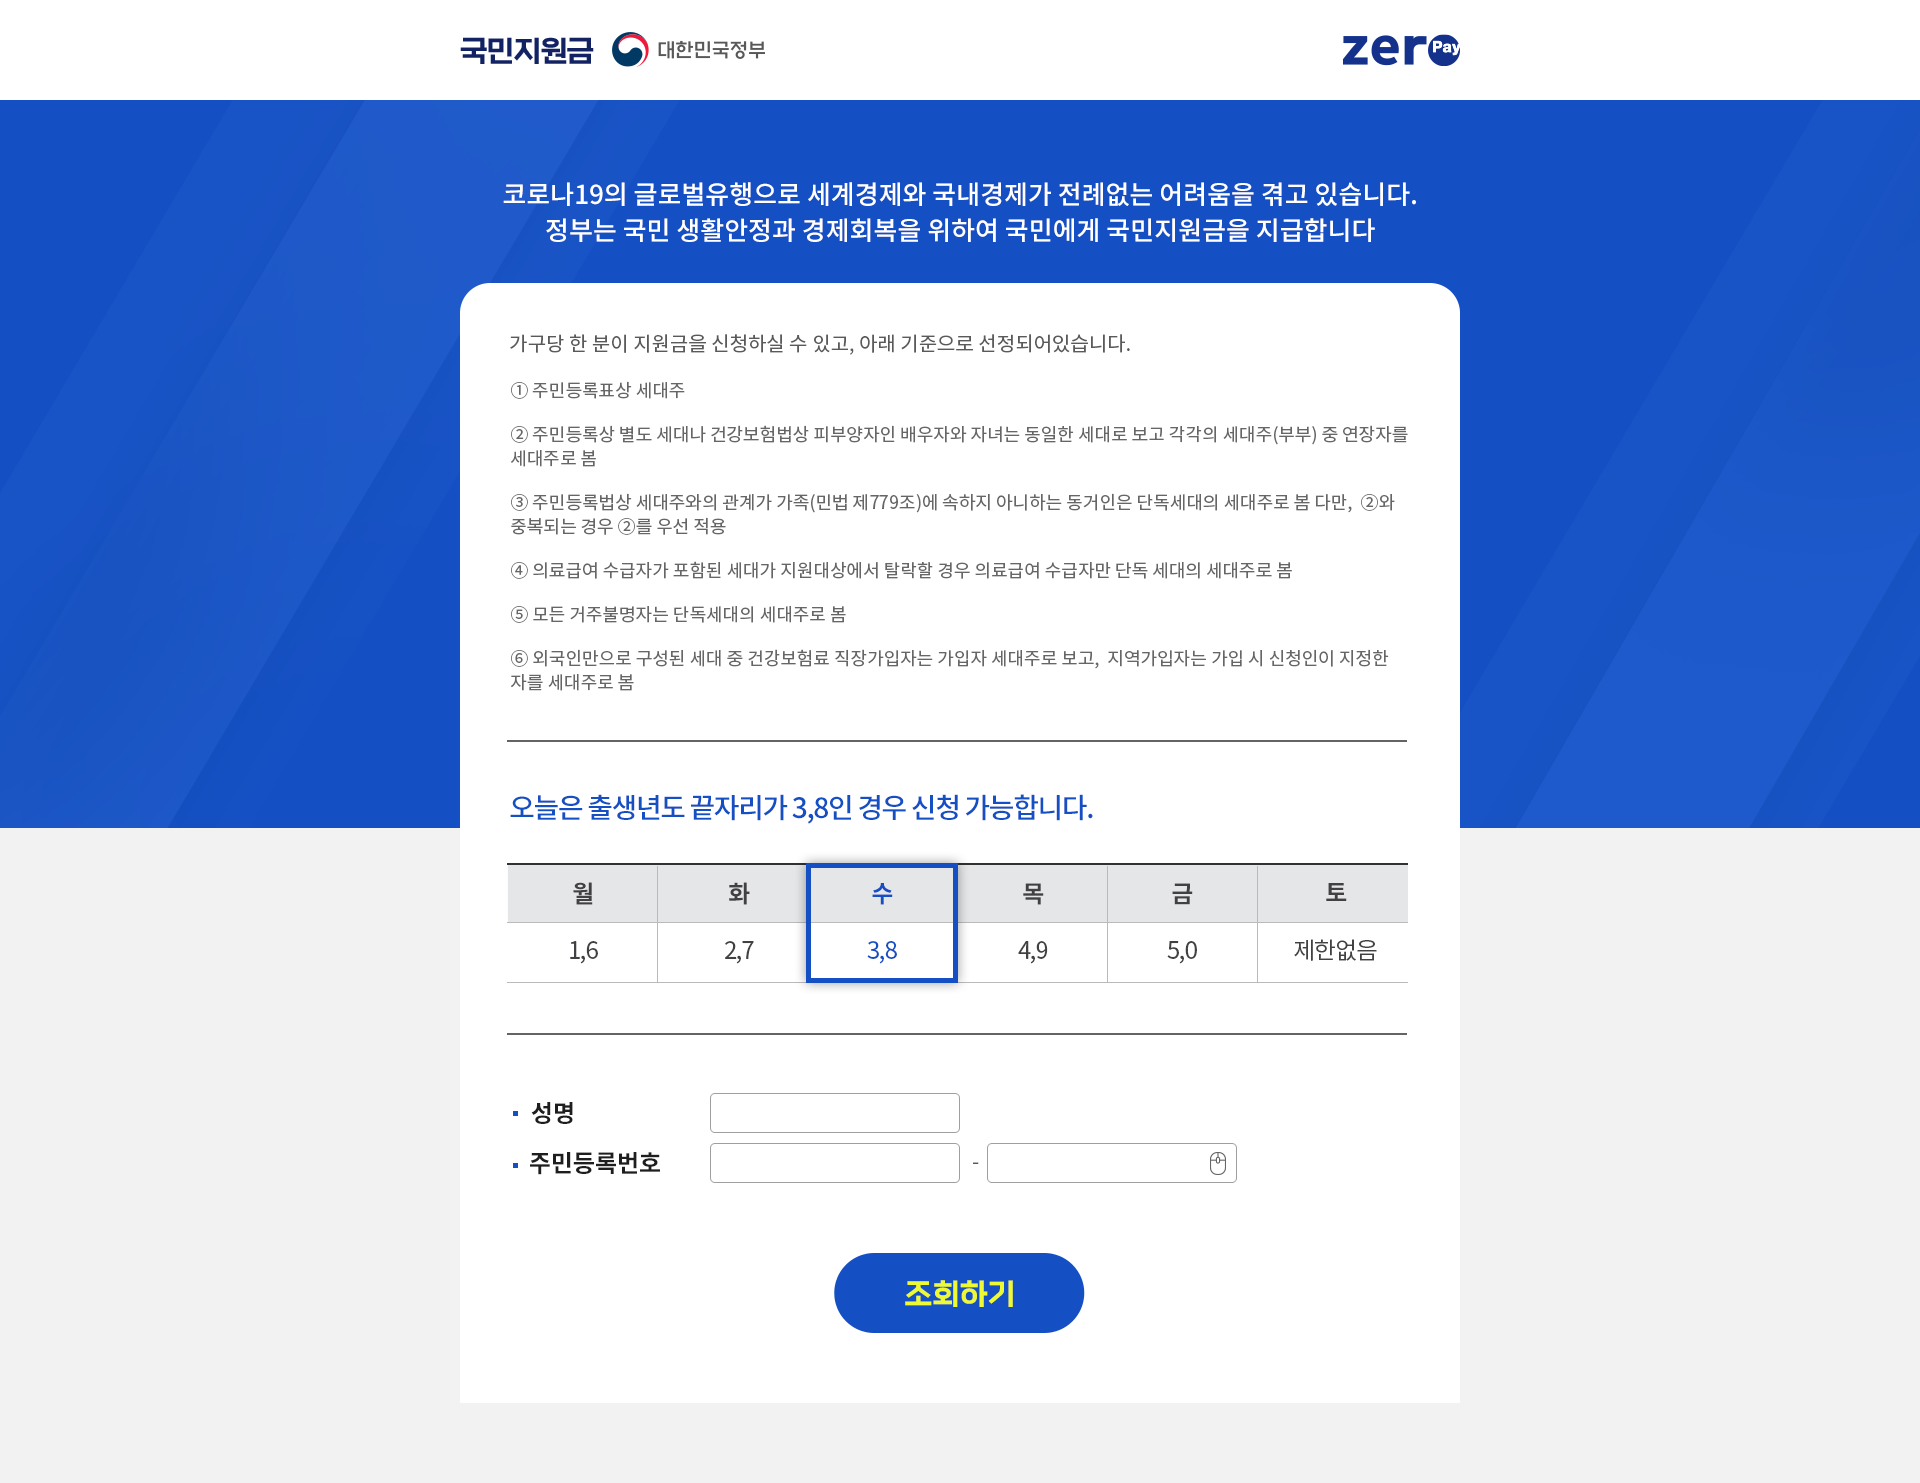 국민지원금 대한민국정부 zero Pay
코로나19의 글로벌유행으로 세계경제와 국내경제가 전례없는 어려움을 겪고 있습니다.
정부는 국민 생활안정과 경제회복을 위하여 국민에게 국민지원금을 지급합니다
가구당 한 분이 지원금을 신청하실 수 있고, 아래 기준으로 선정되어있습니다.
① 주민등록표상 세대주
② 주민등록상 별도 세대나 건강보험법상 피부양자인 배우자와 자녀는 동일한 세대로 보고 각각의 세대주(부부) 중 연장자를
세대주로 봄
③ 주민등록법상 세대주와의 관계가 가족(민법 제779조)에 속하지 아니하는 동거인은 단독세대의 세대주로 봄 다만, ②와
중복되는 경우 ②를 우선 적용
④ 의료급여 수급자가 포함된 세대가 지원대상에서 탈락할 경우 의료급여 수급자만 단독 세대의 세대주로 봄
⑤ 모든 거주불명자는 단독세대의 세대주로 봄
⑥ 외국인만으로 구성된 세대 중 건강보험료 직장가입자는 가입자 세대주로 보고, 지역가입자는 가입 시 신청인이 지정한
자를 세대주로 봄
오늘은 출생년도 끝자리가 3,8인 경우 신청 가능합니다.
월 화 수 목 금 토
1,6 2,7 3,8 4,9 5,0 제한없음
성명
주민등록번호 -
조회하기